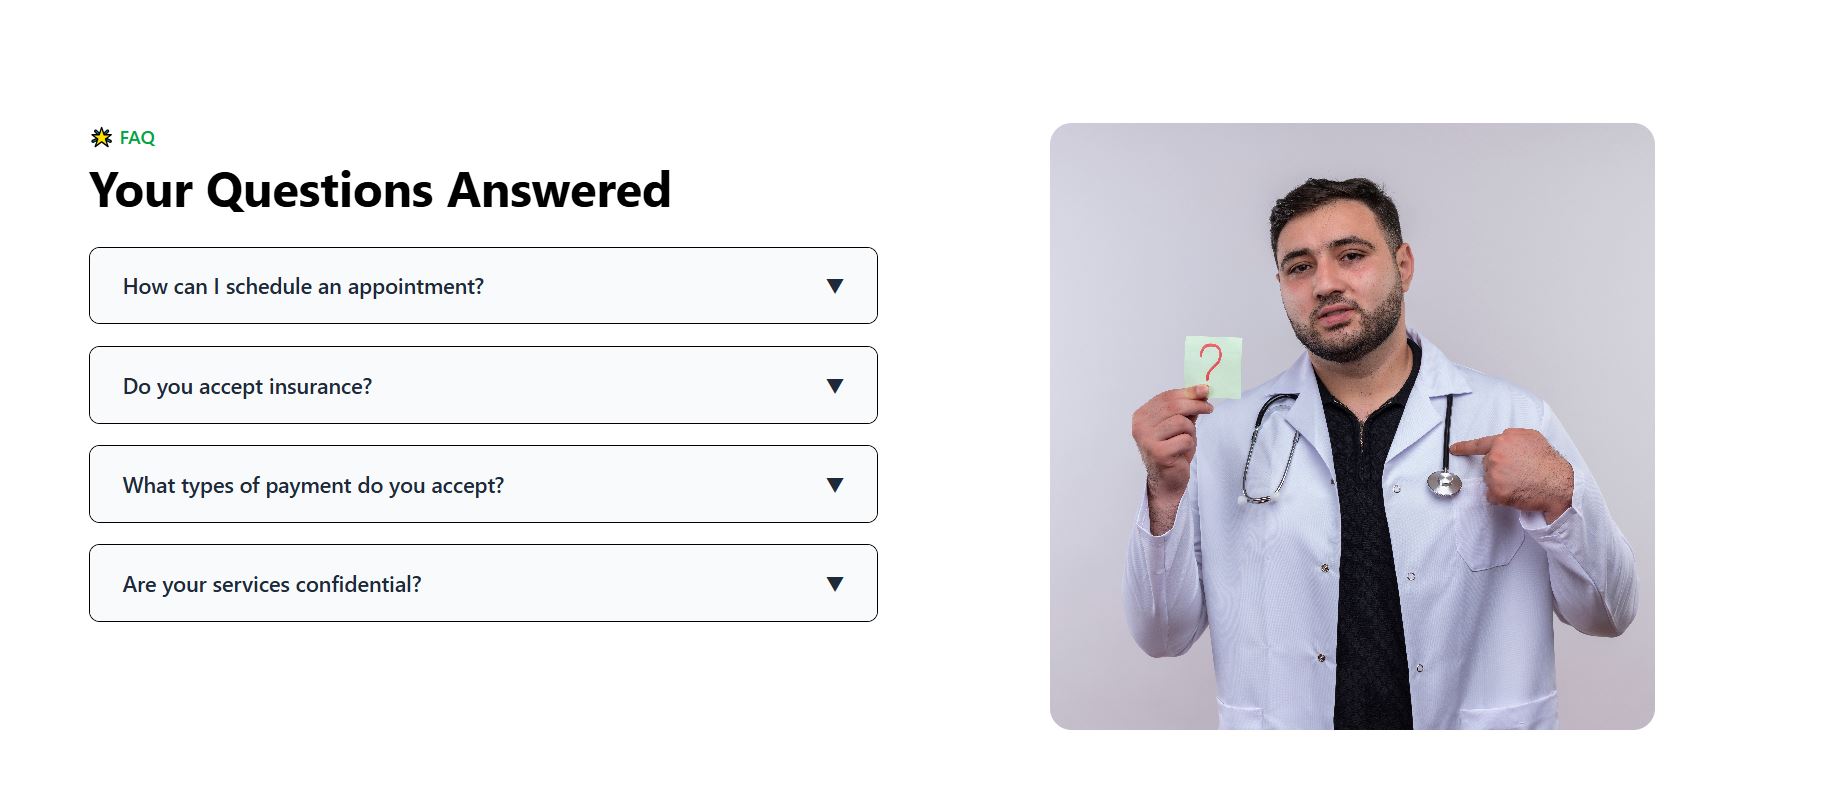 FAQ
Your Questions Answered
How can I schedule an appointment?
Do you accept insurance?
What types of payment do you accept?
Are your services confidential?
?